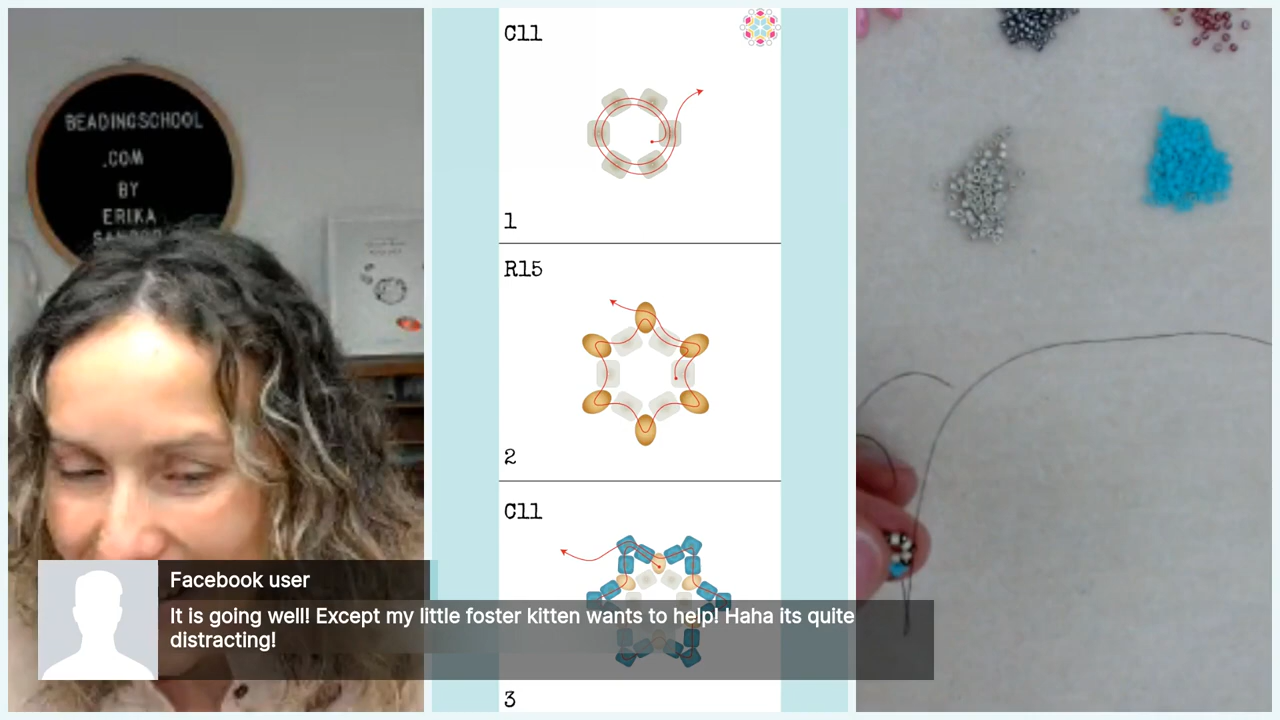 BEADINGSCHOOL
.COM
BY
ERIKA
C11
1
R15
2
C11
3
Facebook user
It is going well! Except my little foster kitten wants to help! Haha its quite
distracting!